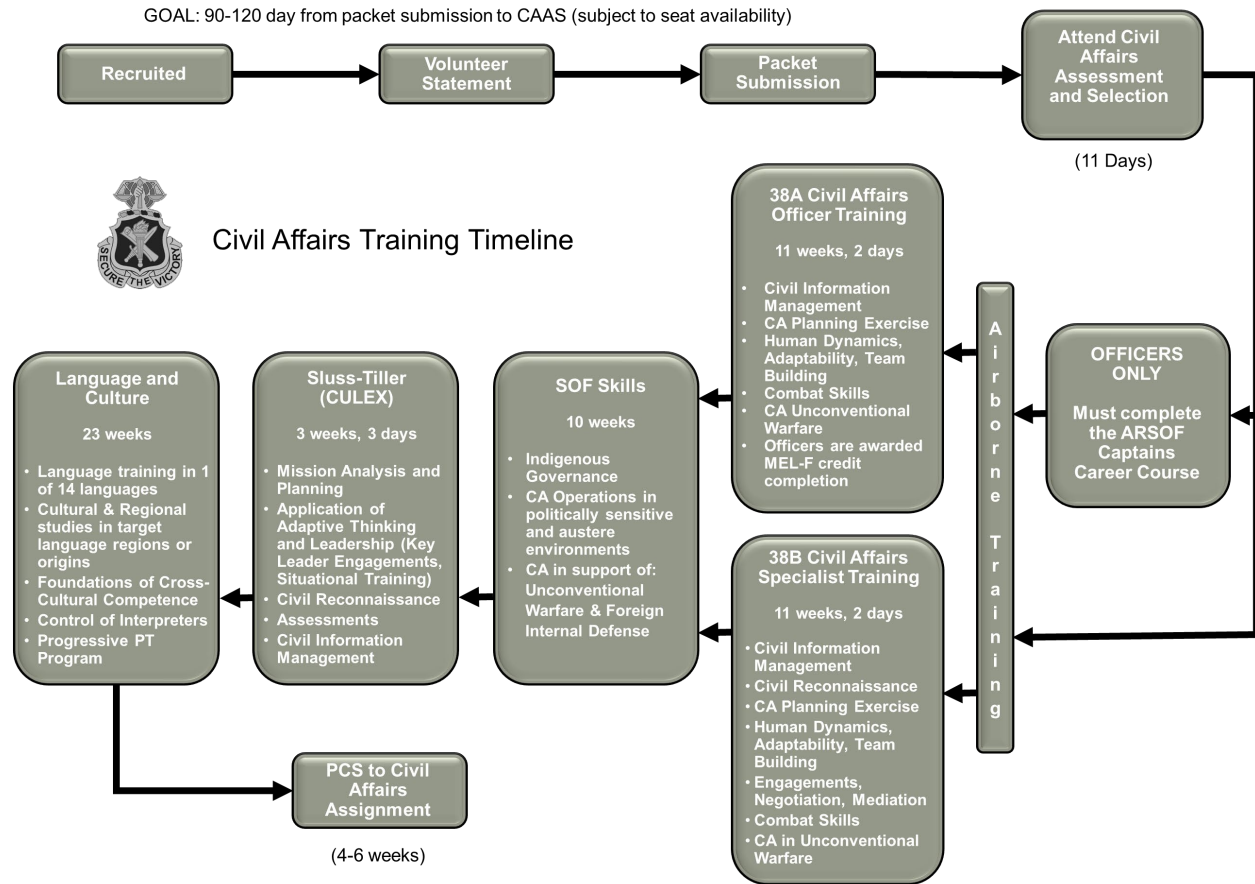 GOAL: 90-120 day from packet submission to CAAS (subject to seat availability)
Recruited
Volunteer
Statement
Packet
Submission
Attend Civil
Affairs
Assessment
and Selection
(11 Days)
SECURE THE VICTORY
Civil Affairs Training Timeline
OFFICERS
ONLY
Must complete
the ARSOF
Captains
Career Course
Airborne Training
38A Civil Affairs
Officer Training
11 weeks, 2 days
• Civil Information
Management
• CA Planning Exercise
• Human Dynamics,
Adaptability, Team
Building
• Combat Skills
• CA Unconventional
Warfare
• Officers are awarded
MEL-F credit
completion
38B Civil Affairs
Specialist Training
11 weeks, 2 days
• Civil Information
Management
• Civil Reconnaissance
• CA Planning Exercise
• Human Dynamics,
Adaptability, Team
Building
• Engagements,
Negotiation, Mediation
• Combat Skills
• CA in Unconventional
Warfare
SOF Skills
10 weeks
• Indigenous
Governance
• CA Operations in
politically sensitive
and austere
environments
• CA in support of:
Unconventional
Warfare & Foreign
Internal Defense
Sluss-Tiller
(CULEX)
3 weeks, 3 days
• Mission Analysis and
Planning
• Application of
Adaptive Thinking
and Leadership (Key
Leader Engagements,
Situational Training)
• Civil Reconnaissance
• Assessments
• Civil Information
Management
Language and
Culture
23 weeks
• Language training in 1
of 14 languages
• Cultural & Regional
studies in target
language regions or
origins
• Foundations of Cross-
Cultural Competence
• Control of Interpreters
• Progressive PT
Program
PCS to Civil
Affairs
Assignment
(4-6 weeks)